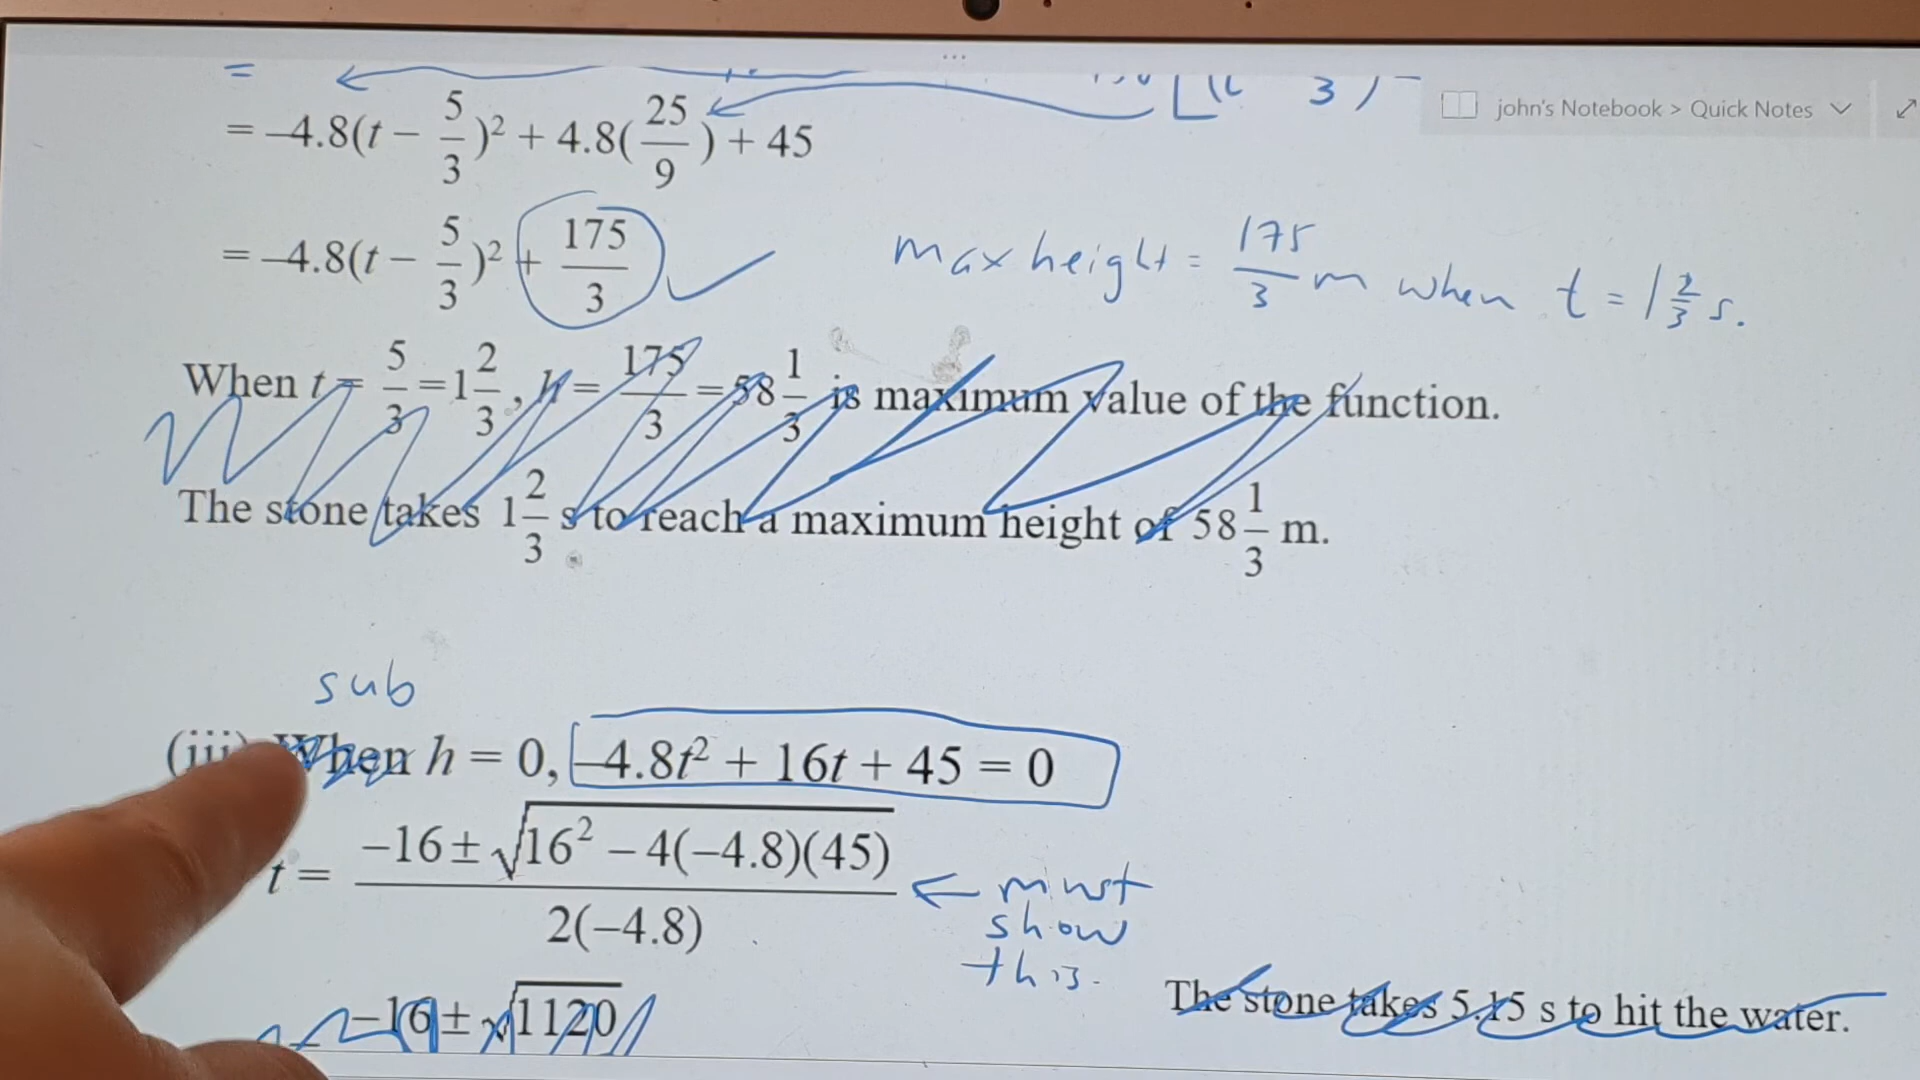 =
john's Notebook > Quick Notes
= –4.8(t – 5/3)² + 4.8(25/9) + 45
= –4.8(t – 5/3)² + 175/3
max height = 175/3 m when t = 1 2/3 s.
When t = 5/3 = 1 2/3, h = 175/3 = 58 1/3 is maximum value of the function.
The stone takes 1 2/3 s to reach a maximum height of 58 1/3 m.
sub
(iii) When h = 0, –4.8t² + 16t + 45 = 0
t = –16 ± √16² – 4(–4.8)(45) / 2(–4.8)
← must
show
this.
–16 ± √1120
The stone takes 5.15 s to hit the water.